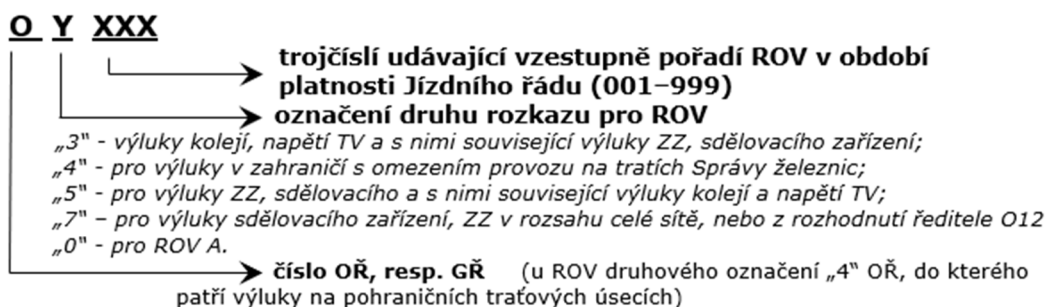 O Y XXX
trojčíslí udávající vzestupně pořadí ROV v období
platnosti Jízdního řádu (001–999)
označení druhu rozkazu pro ROV
„3" - výluky kolejí, napětí TV a s nimi související výluky ZZ, sdělovacího zařízení;
„4" - pro výluky v zahraničí s omezením provozu na tratích Správy železnic;
„5" - pro výluky ZZ, sdělovacího a s nimi související výluky kolejí a napětí TV;
„7" – pro výluky sdělovacího zařízení, ZZ v rozsahu celé sítě, nebo z rozhodnutí ředitele O12
„0" - pro ROV A.
číslo OŘ, resp. GŘ (u ROV druhového označení „4" OŘ, do kterého
patří výluky na pohraničních traťových úsecích)